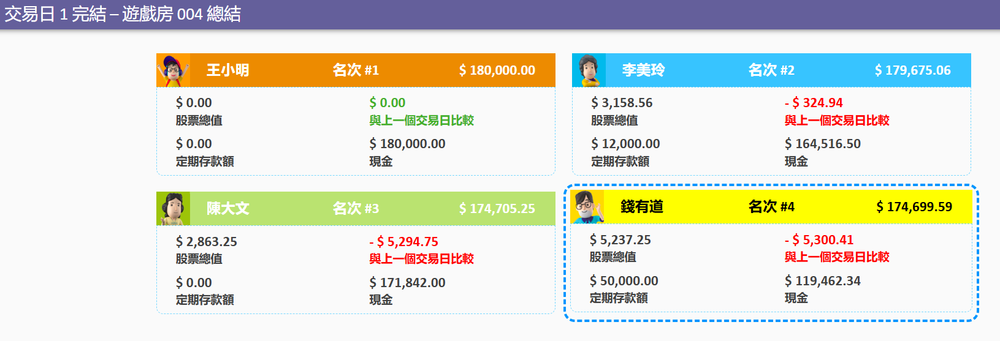 交易日 1 完結 – 遊戲房 004 總結
王小明 名次 #1 $ 180,000.00
$ 0.00 $ 0.00
股票總值 與上一個交易日比較
$ 0.00 $ 180,000.00
定期存款額 現金
李美玲 名次 #2 $ 179,675.06
$ 3,158.56 - $ 324.94
股票總值 與上一個交易日比較
$ 12,000.00 $ 164,516.50
定期存款額 現金
陳大文 名次 #3 $ 174,705.25
$ 2,863.25 - $ 5,294.75
股票總值 與上一個交易日比較
$ 0.00 $ 171,842.00
定期存款額 現金
錢有道 名次 #4 $ 174,699.59
$ 5,237.25 - $ 5,300.41
股票總值 與上一個交易日比較
$ 50,000.00 $ 119,462.34
定期存款額 現金